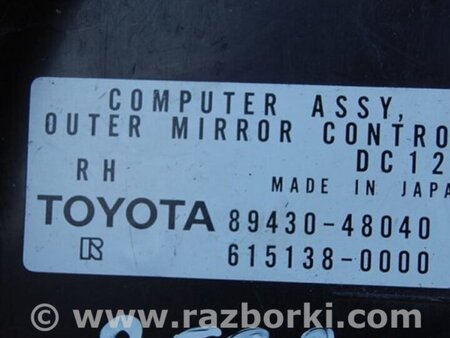 COMPUTER ASSY,
OUTER MIRROR CONTRO
RH DC12
MADE IN JAPA
TOYOTA 89430-48040
R 615138-0000
© www.razborki.com